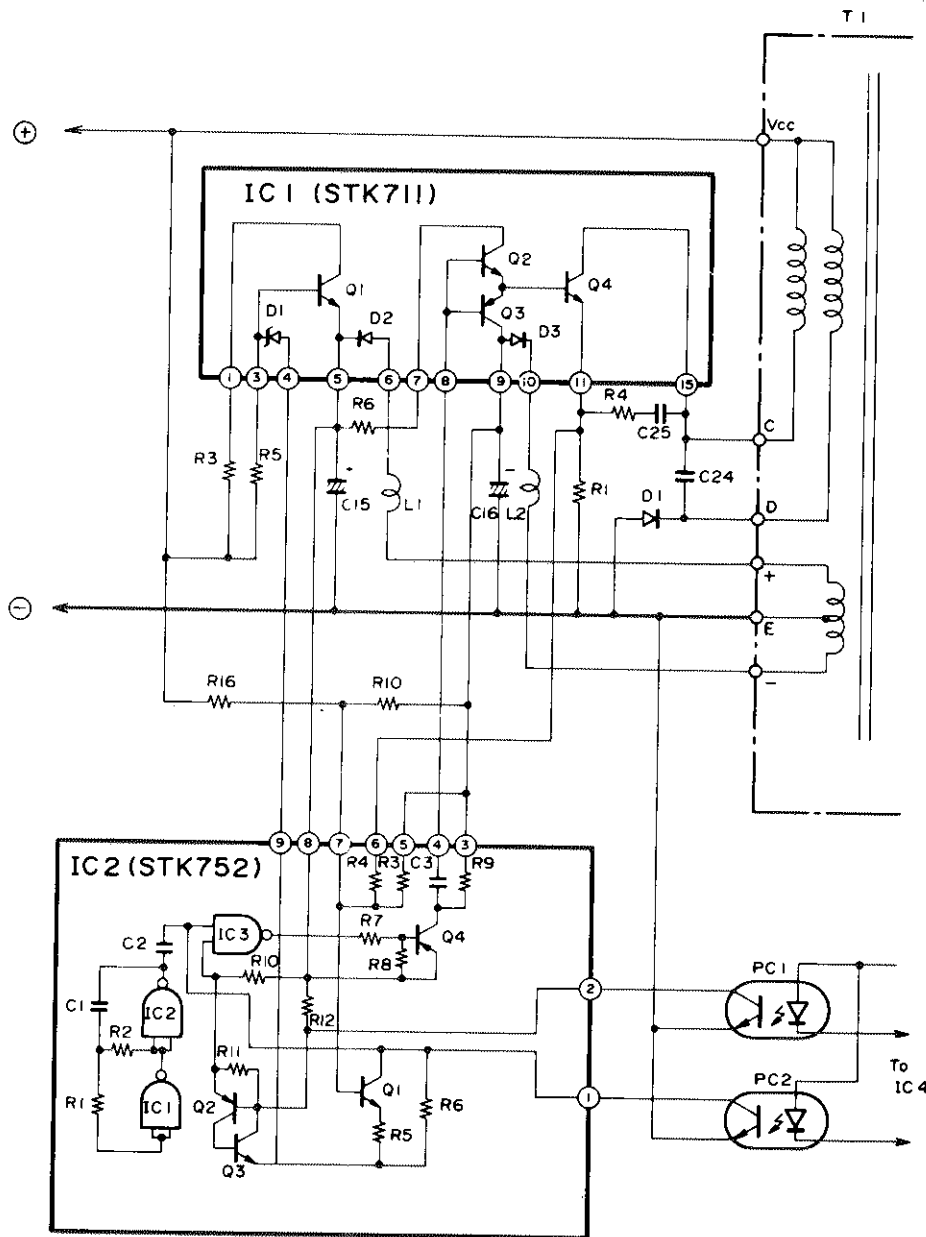 T1
+
Vcc
IC1 (STK711)
Q1
Q2
Q3
Q4
D1
D2
D3
1
3
4
5
6
7
8
9
10
11
15
R6
R4
C25
C
R3
R5
+
C15
L1
-
C16
L2
R1
C24
D1
D
+
-
E
-
R16
R10
9
8
7
6
5
4
3
IC2 (STK752)
R4
R3
C3
R9
C2
IC3
R7
Q4
R8
R10
C1
IC2
R12
2
PC1
R2
R11
R1
IC1
Q2
Q1
R6
1
PC2
To
IC4
R5
Q3